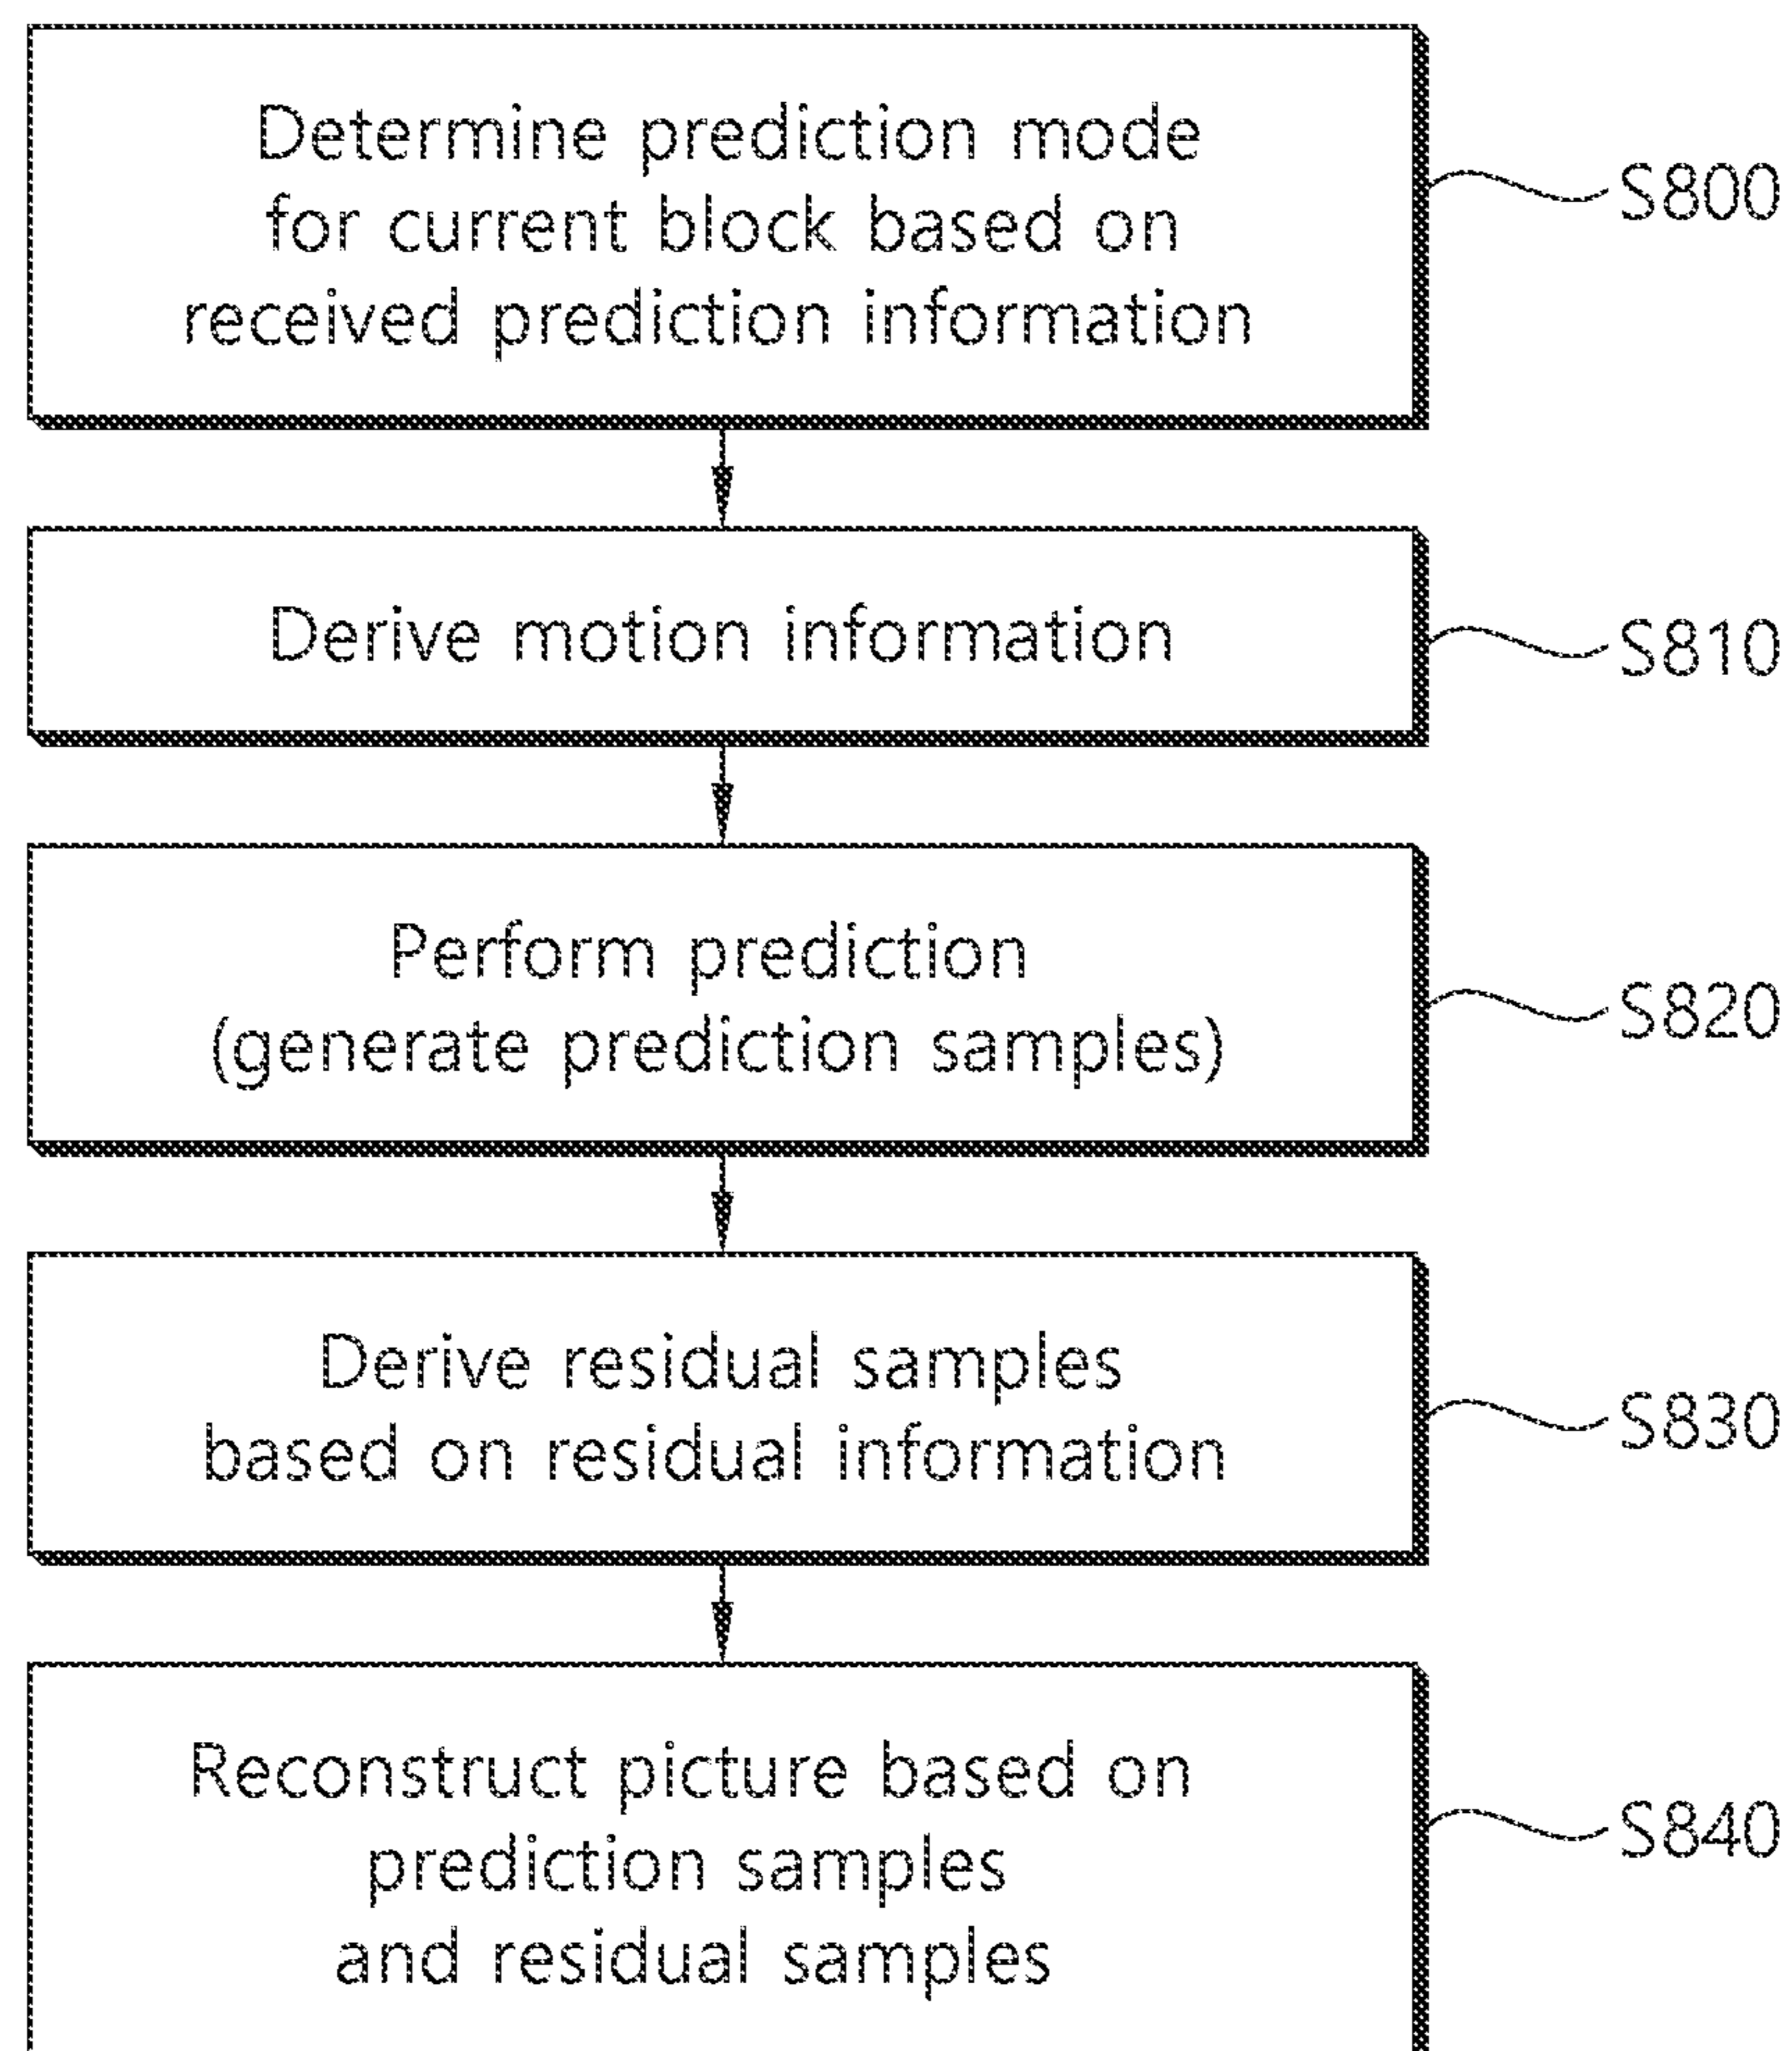 Determine prediction mode
for current block based on
received prediction information
S800
Derive motion information
S810
Perform prediction
(generate prediction samples)
S820
Derive residual samples
based on residual information
S830
Reconstruct picture based on
prediction samples
and residual samples
S840